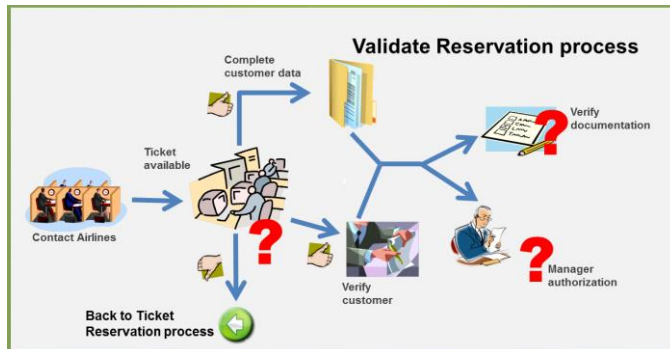 Validate Reservation process
Complete
customer data
Verify
documentation
Ticket
available
Contact Airlines
Verify
customer
Manager
authorization
Back to Ticket
Reservation process